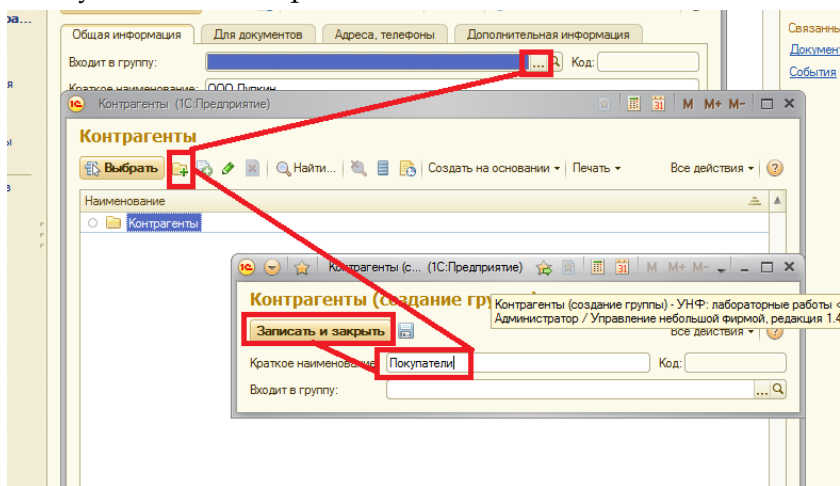 Общая информация Для документов Адреса, телефоны Дополнительная информация
Связанны
Входит в группу: ... Код:
Документ
События
Краткое наименование: ООО Пупкин
Контрагенты (1С:Предприятие) 31 M M+ M-
Контрагенты
Выбрать Найти... Создать на основании Печать Все действия ?
Наименование
Контрагенты
Контрагенты (с... (1С:Предприятие) 31 M M+ M-
Контрагенты (создание гру
Контрагенты (создание группы) - УНФ: лабораторные работы
Администратор / Управление небольшой фирмой, редакция 1.4
Записать и закрыть Все действия ?
Краткое наименование: Покупатели Код:
Входит в группу: ...